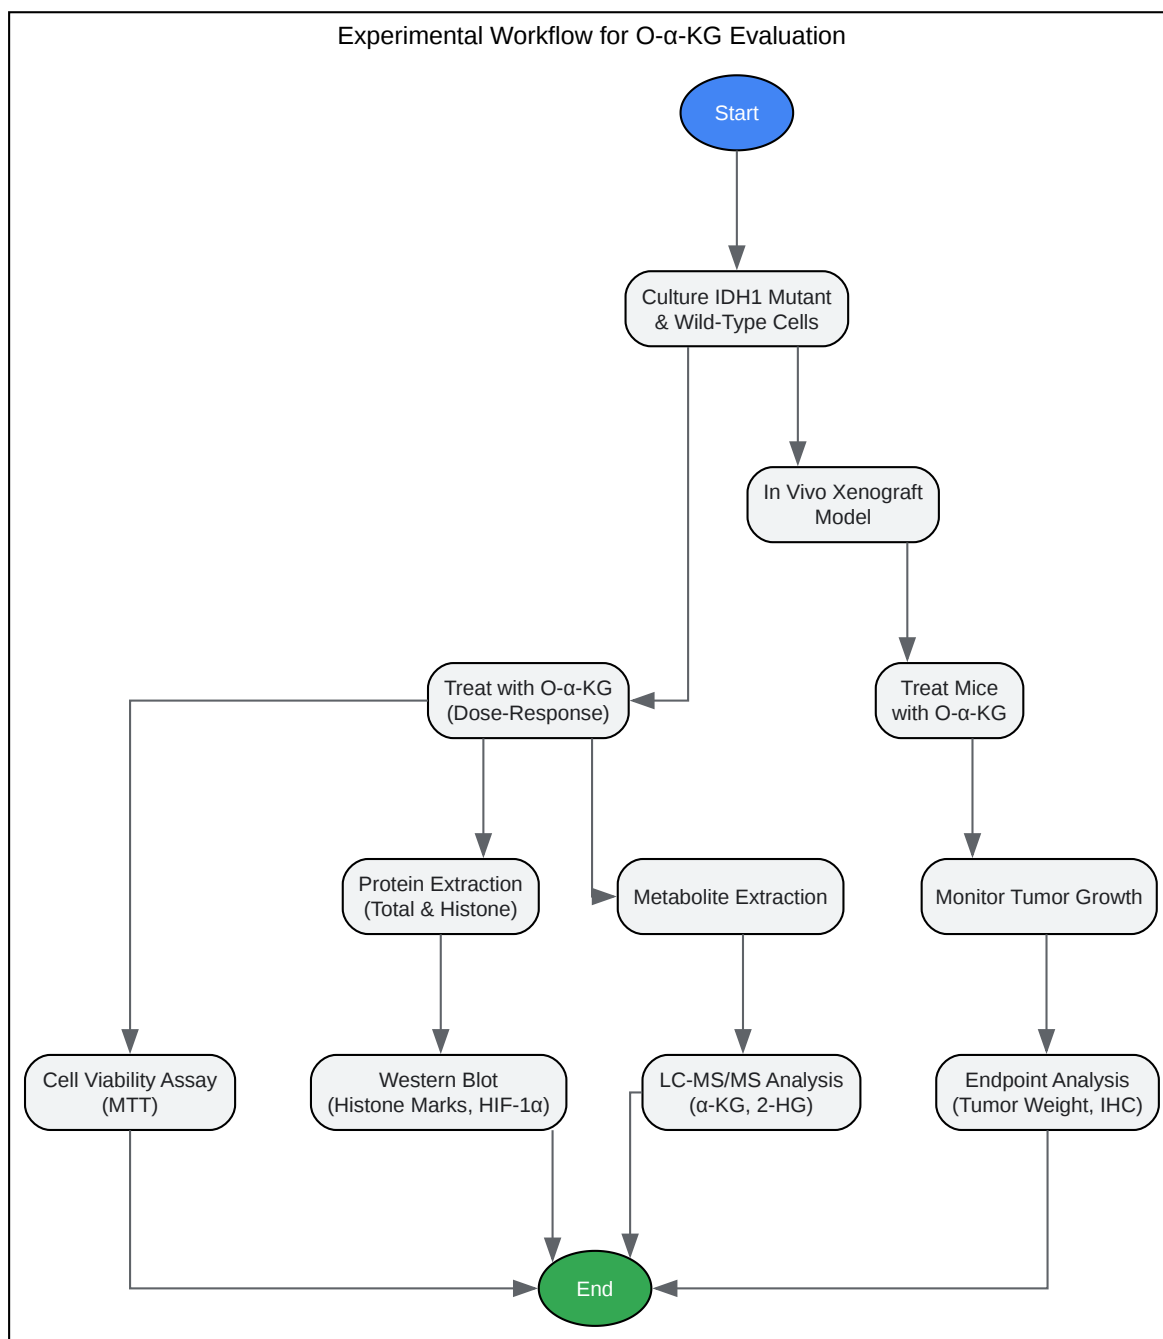 Experimental Workflow for O-α-KG Evaluation
Start
Culture IDH1 Mutant
& Wild-Type Cells
In Vivo Xenograft
Model
Treat with O-α-KG
(Dose-Response)
Treat Mice
with O-α-KG
Protein Extraction
(Total & Histone)
Metabolite Extraction
Monitor Tumor Growth
Cell Viability Assay
(MTT)
Western Blot
(Histone Marks, HIF-1α)
LC-MS/MS Analysis
(α-KG, 2-HG)
Endpoint Analysis
(Tumor Weight, IHC)
End